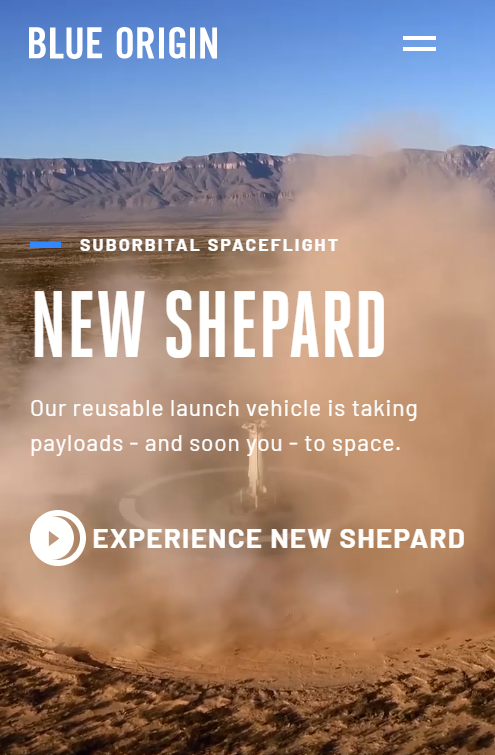 BLUE ORIGIN
SUBORBITAL SPACEFLIGHT
NEW SHEPARD
Our reusable launch vehicle is taking
payloads - and soon you - to space.
EXPERIENCE NEW SHEPARD